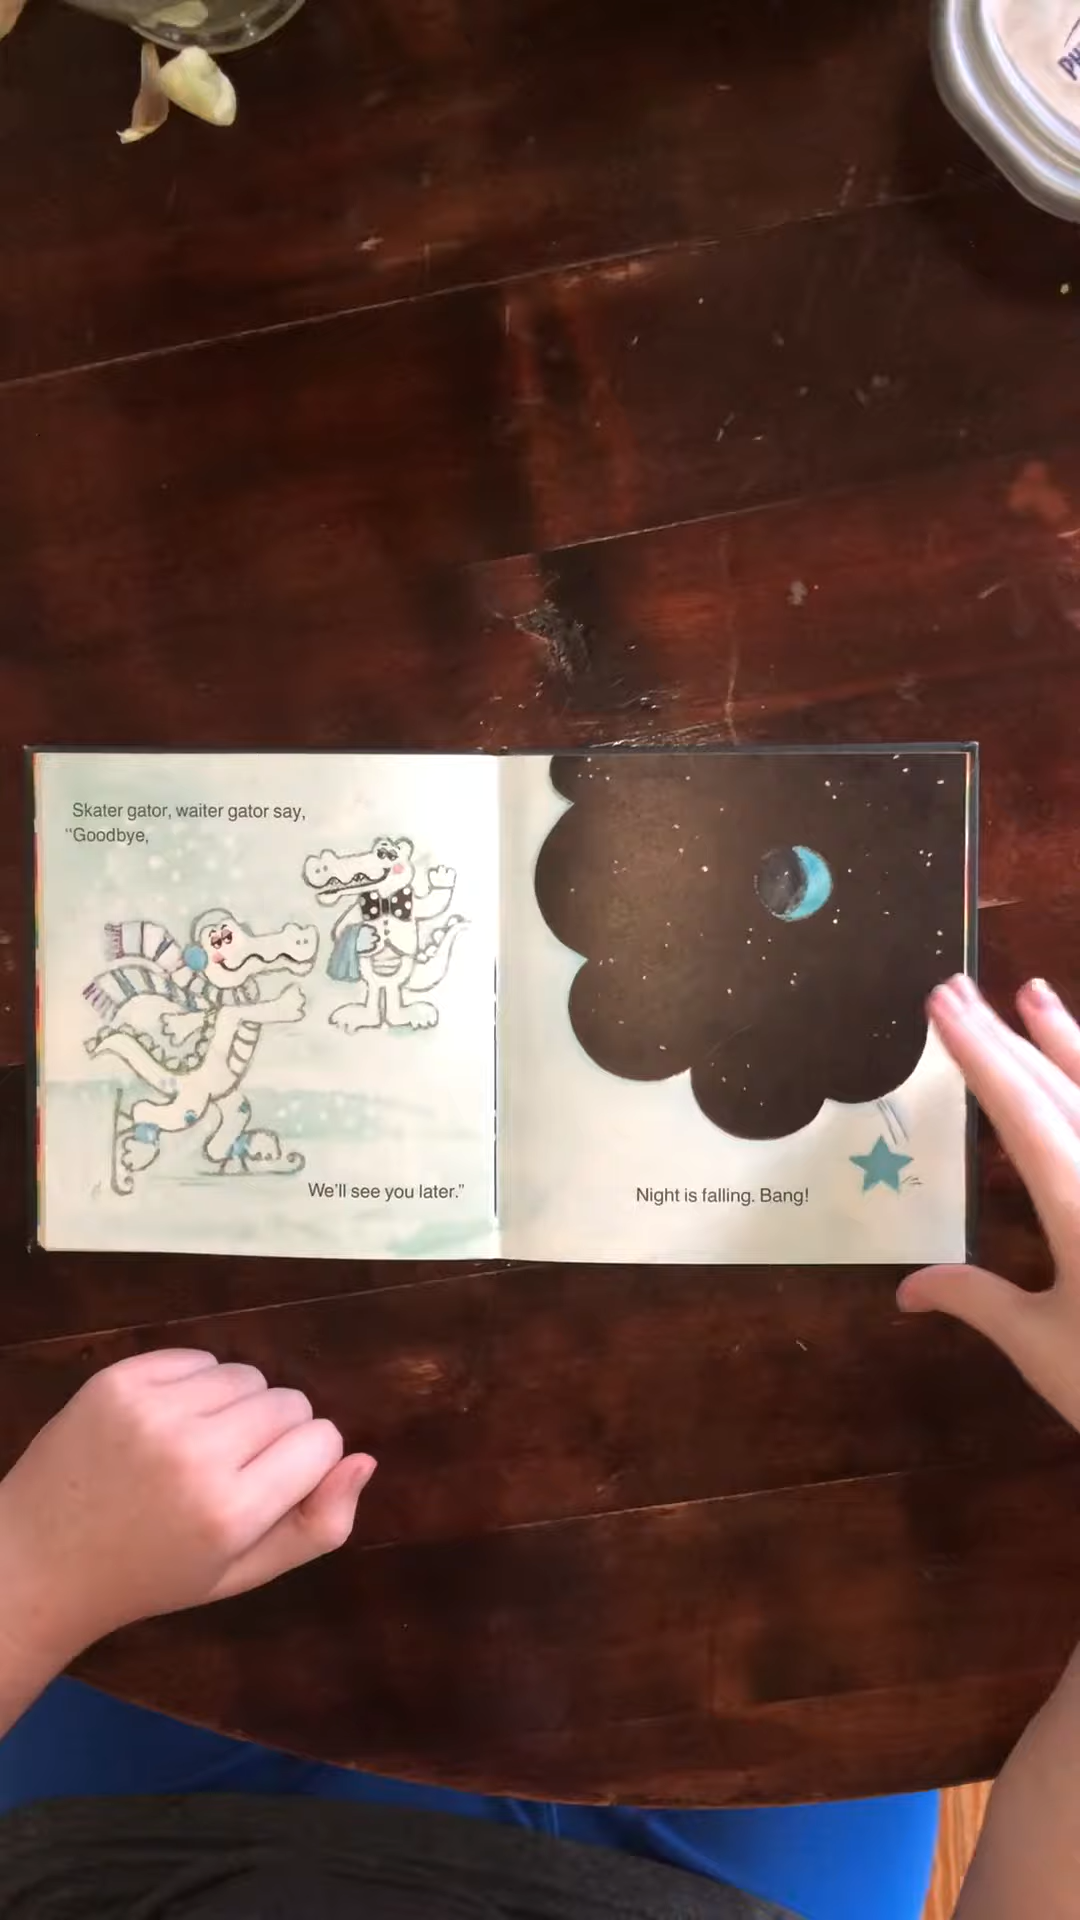 Skater gator, waiter gator say,
“Goodbye,
We’ll see you later.”
Night is falling. Bang!